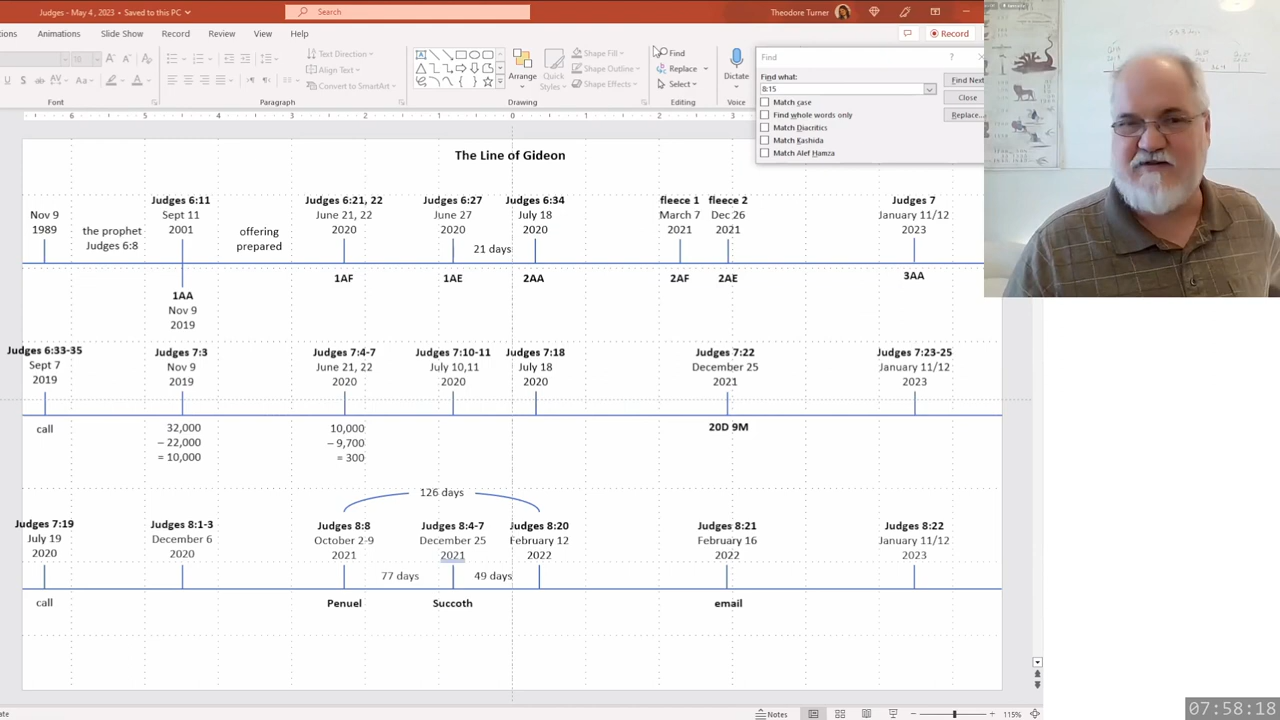 Judges - May 4, 2023 • Saved to this PC
Search
Theodore Turner
Animations Slide Show Record Review View Help
Record
Text Direction
Align Text
Convert to SmartArt
Arrange
Quick Styles
Shape Fill
Shape Outline
Shape Effects
Find
Replace
Select
Dictate
Font Paragraph Drawing Editing Voice
Find
?
Find what:
8:15
Match case
Find whole words only
Match Diacritics
Match Kashida
Match Alef Hamza
Find Next
Close
Replace...
The Line of Gideon
Nov 9
1989
the prophet
Judges 6:8
Judges 6:11
Sept 11
2001
offering
prepared
Judges 6:21, 22
June 21, 22
2020
Judges 6:27
June 27
2020
21 days
Judges 6:34
July 18
2020
fleece 1
March 7
2021
fleece 2
Dec 26
2021
Judges 7
January 11/12
2023
1AA
Nov 9
2019
1AF
1AE
2AA
2AF
2AE
3AA
Judges 6:33-35
Sept 7
2019
Judges 7:3
Nov 9
2019
Judges 7:4-7
June 21, 22
2020
Judges 7:10-11
July 10,11
2020
Judges 7:18
July 18
2020
Judges 7:22
December 25
2021
Judges 7:23-25
January 11/12
2023
call
32,000
– 22,000
= 10,000
10,000
– 9,700
= 300
20D 9M
126 days
Judges 7:19
July 19
2020
Judges 8:1-3
December 6
2020
Judges 8:8
October 2-9
2021
77 days
Judges 8:4-7
December 25
2021
49 days
Judges 8:20
February 12
2022
Judges 8:21
February 16
2022
Judges 8:22
January 11/12
2023
call
Penuel
Succoth
email
Notes
115%
07:58:18